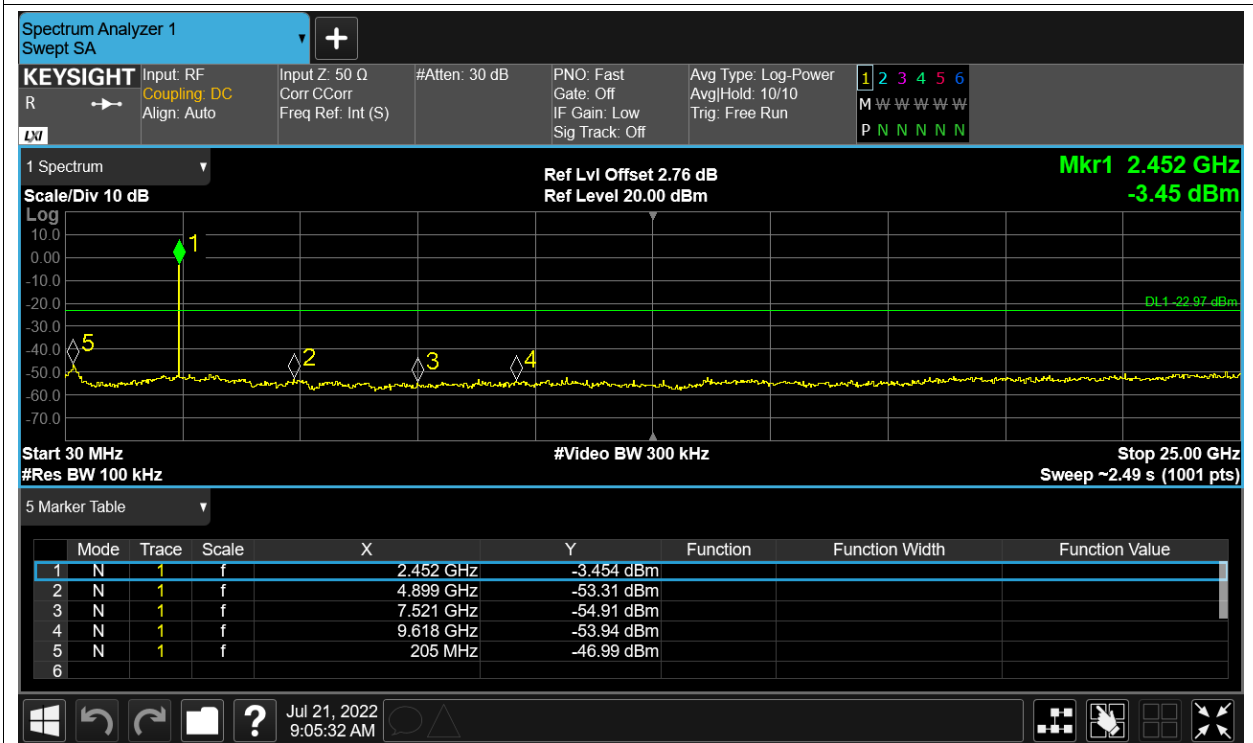 Spectrum Analyzer 1
Swept SA
+
KEYSIGHT Input: RF Input Z: 50 Ω #Atten: 30 dB PNO: Fast Avg Type: Log-Power 1 2 3 4 5 6
R Coupling: DC Corr CCorr Gate: Off Avg|Hold: 10/10 M W W W W W
Align: Auto Freq Ref: Int (S) IF Gain: Low Trig: Free Run
LXI Sig Track: Off P N N N N N
1 Spectrum Ref Lvl Offset 2.76 dB Mkr1 2.452 GHz
Scale/Div 10 dB Ref Level 20.00 dBm -3.45 dBm
Log
10.0
1
0.00
-10.0
-20.0
DL1 -22.97 dBm
-30.0
5
-40.0
2 3 4
-50.0
-60.0
-70.0
Start 30 MHz #Video BW 300 kHz Stop 25.00 GHz
#Res BW 100 kHz Sweep ~2.49 s (1001 pts)
5 Marker Table
Mode Trace Scale X Y Function Function Width Function Value
1 N 1 f 2.452 GHz -3.454 dBm
2 N 1 f 4.899 GHz -53.31 dBm
3 N 1 f 7.521 GHz -54.91 dBm
4 N 1 f 9.618 GHz -53.94 dBm
5 N 1 f 205 MHz -46.99 dBm
6
? Jul 21, 2022
9:05:32 AM